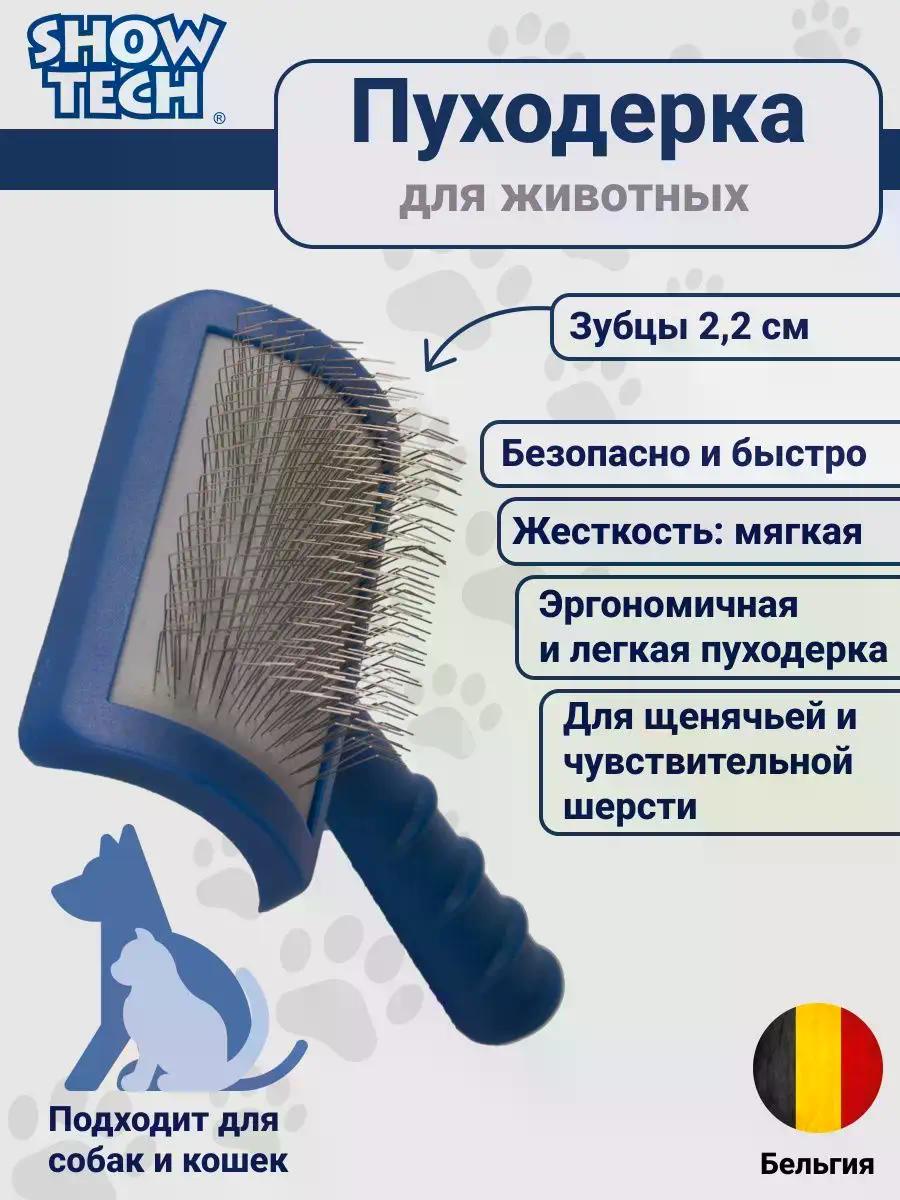 SHOW
TECH®
Пуходерка
для животных
Зубцы 2,2 см
Безопасно и быстро
Жесткость: мягкая
Эргономичная
и легкая пуходерка
Для щенячьей и
чувствительной
шерсти
Подходит для
собак и кошек
Бельгия